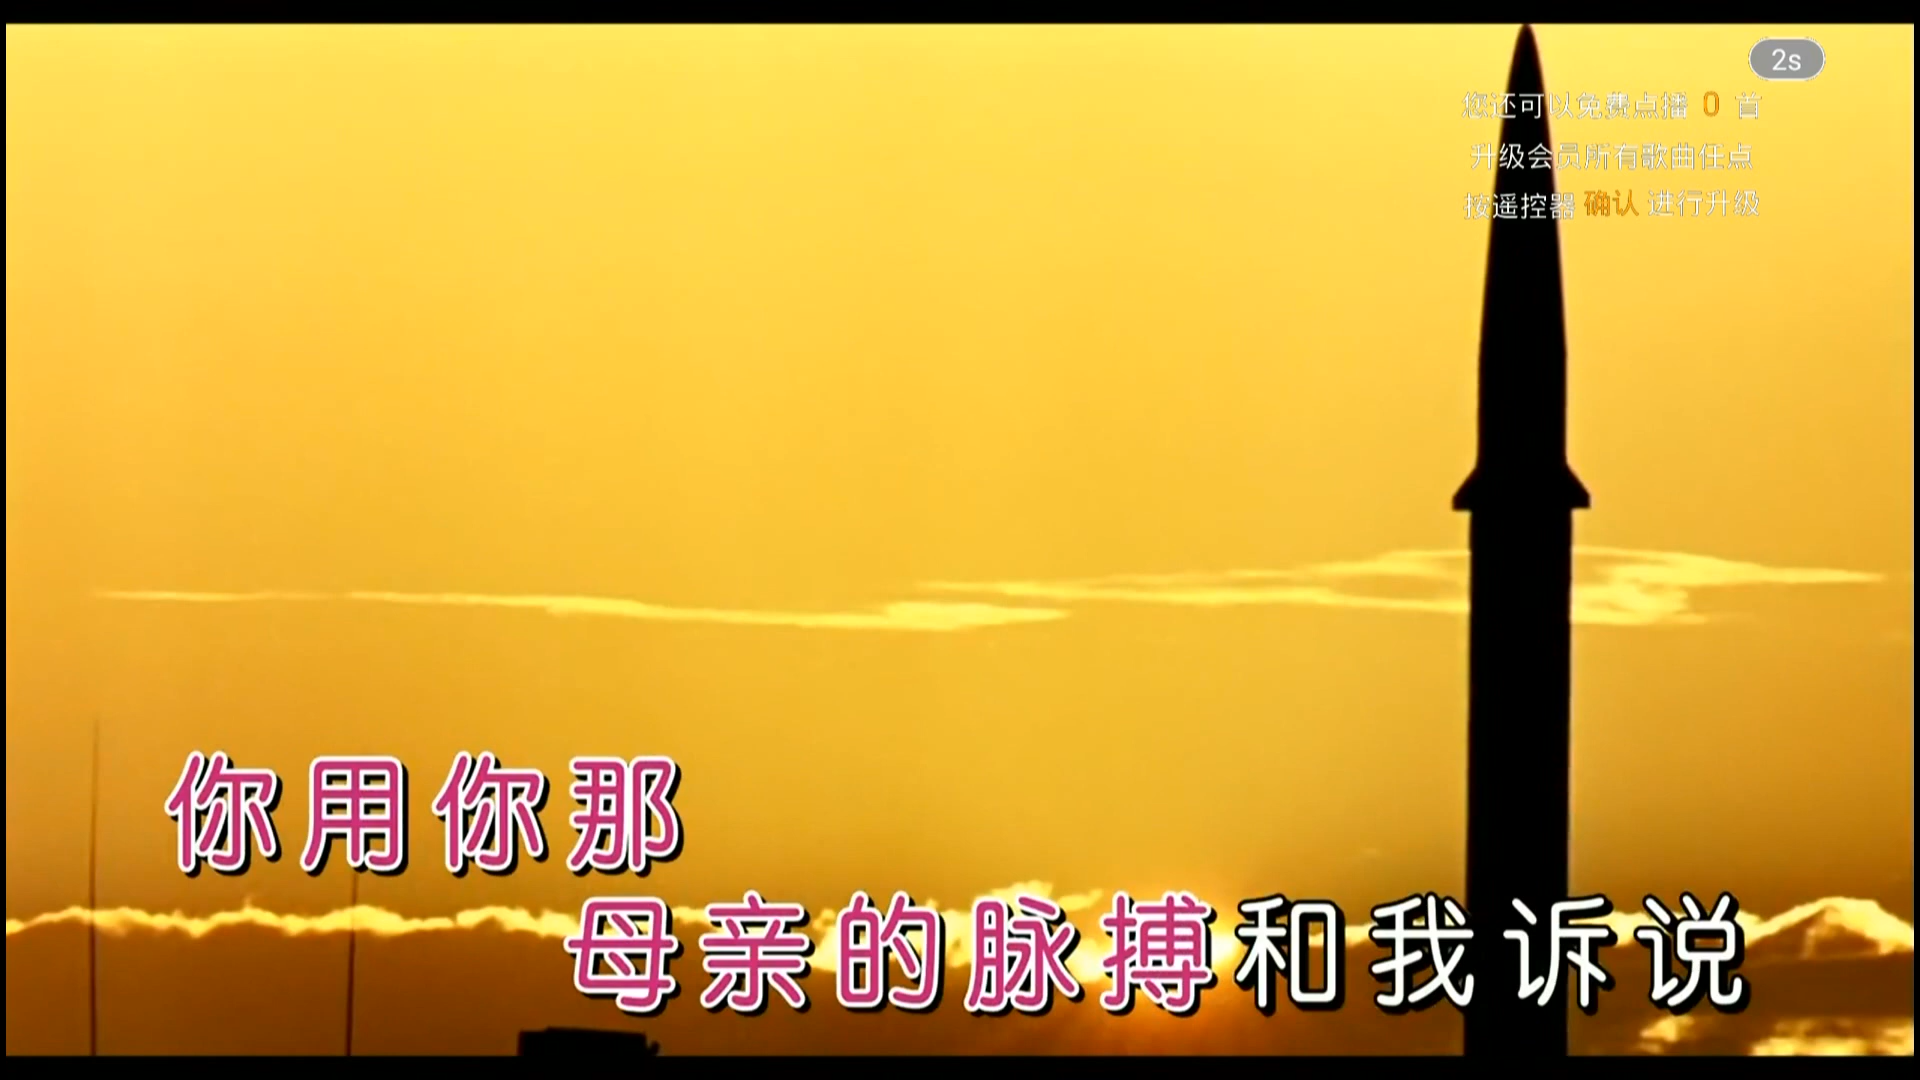 2s
您还可以免费点播 0 首
升级会员所有歌曲任点
按遥控器 确认 进行升级
你用你那
母亲的脉搏和我诉说